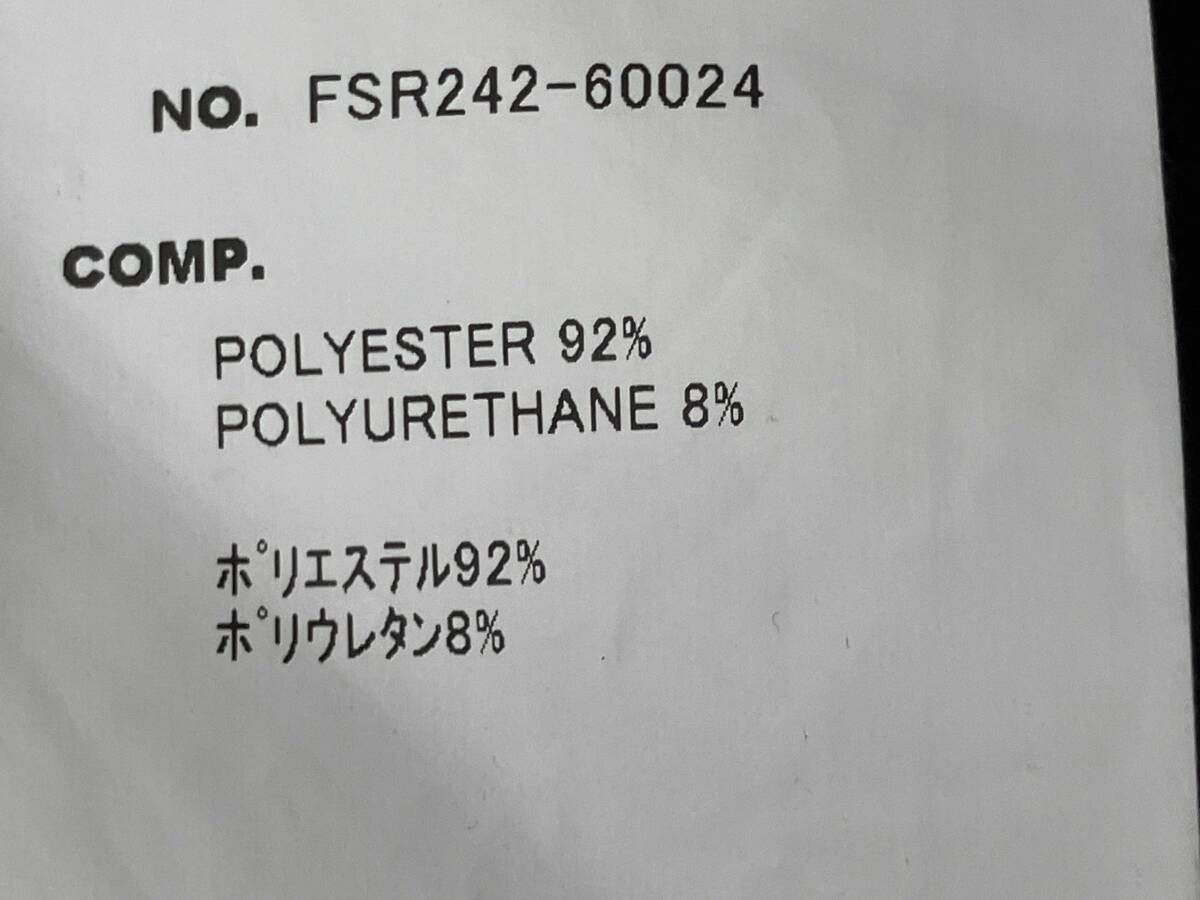 NO. FSR242-60024
COMP.
POLYESTER 92%
POLYURETHANE 8%
ポリエステル92%
ポリウレタン8%